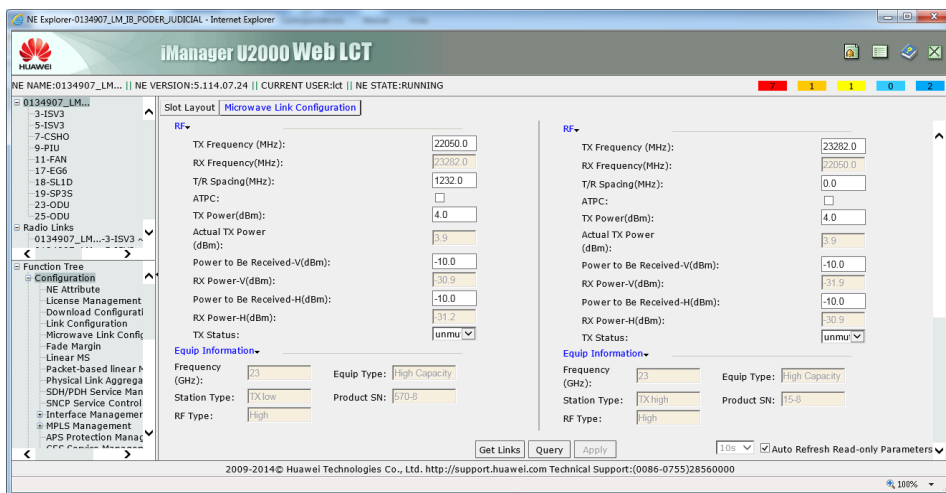 NE Explorer-0134907_LM_IB_PODER_JUDICIAL - Internet Explorer
HUAWEI
iManager U2000 Web LCT
NE NAME:0134907_LM... || NE VERSION:5.114.07.24 || CURRENT USER:lct || NE STATE:RUNNING
7 1 1 0 2
0134907_LM...
3-ISV3
5-ISV3
7-CSHO
9-PIU
11-FAN
17-EG6
18-SL1D
19-SP3S
23-ODU
25-ODU
Radio Links
0134907_LM...-3-ISV3
Function Tree
Configuration
NE Attribute
License Management
Download Configurati
Link Configuration
Microwave Link Config
Fade Margin
Linear MS
Packet-based linear M
Physical Link Aggrega
SDH/PDH Service Man
SNCP Service Control
Interface Managemer
MPLS Management
APS Protection Manag
Slot Layout
Microwave Link Configuration
RF
TX Frequency (MHz): 22050.0
RX Frequency(MHz): 23282.0
T/R Spacing(MHz): 1232.0
ATPC:
TX Power(dBm): 4.0
Actual TX Power
(dBm): 3.9
Power to Be Received-V(dBm): -10.0
RX Power-V(dBm): -30.9
Power to Be Received-H(dBm): -10.0
RX Power-H(dBm): -31.2
TX Status: unmu
Equip Information
Frequency
(GHz): 23
Equip Type: High Capacity
Station Type: TX low
Product SN: 570-8
RF Type: High
RF
TX Frequency (MHz): 23282.0
RX Frequency(MHz): 22050.0
T/R Spacing(MHz): 0.0
ATPC:
TX Power(dBm): 4.0
Actual TX Power
(dBm): 3.9
Power to Be Received-V(dBm): -10.0
RX Power-V(dBm): -31.9
Power to Be Received-H(dBm): -10.0
RX Power-H(dBm): -30.9
TX Status: unmu
Equip Information
Frequency
(GHz): 23
Equip Type: High Capacity
Station Type: TX high
Product SN: 15-8
RF Type: High
Get Links Query Apply
10s Auto Refresh Read-only Parameters
2009-2014© Huawei Technologies Co., Ltd. http://support.huawei.com Technical Support:(0086-0755)28560000
100%